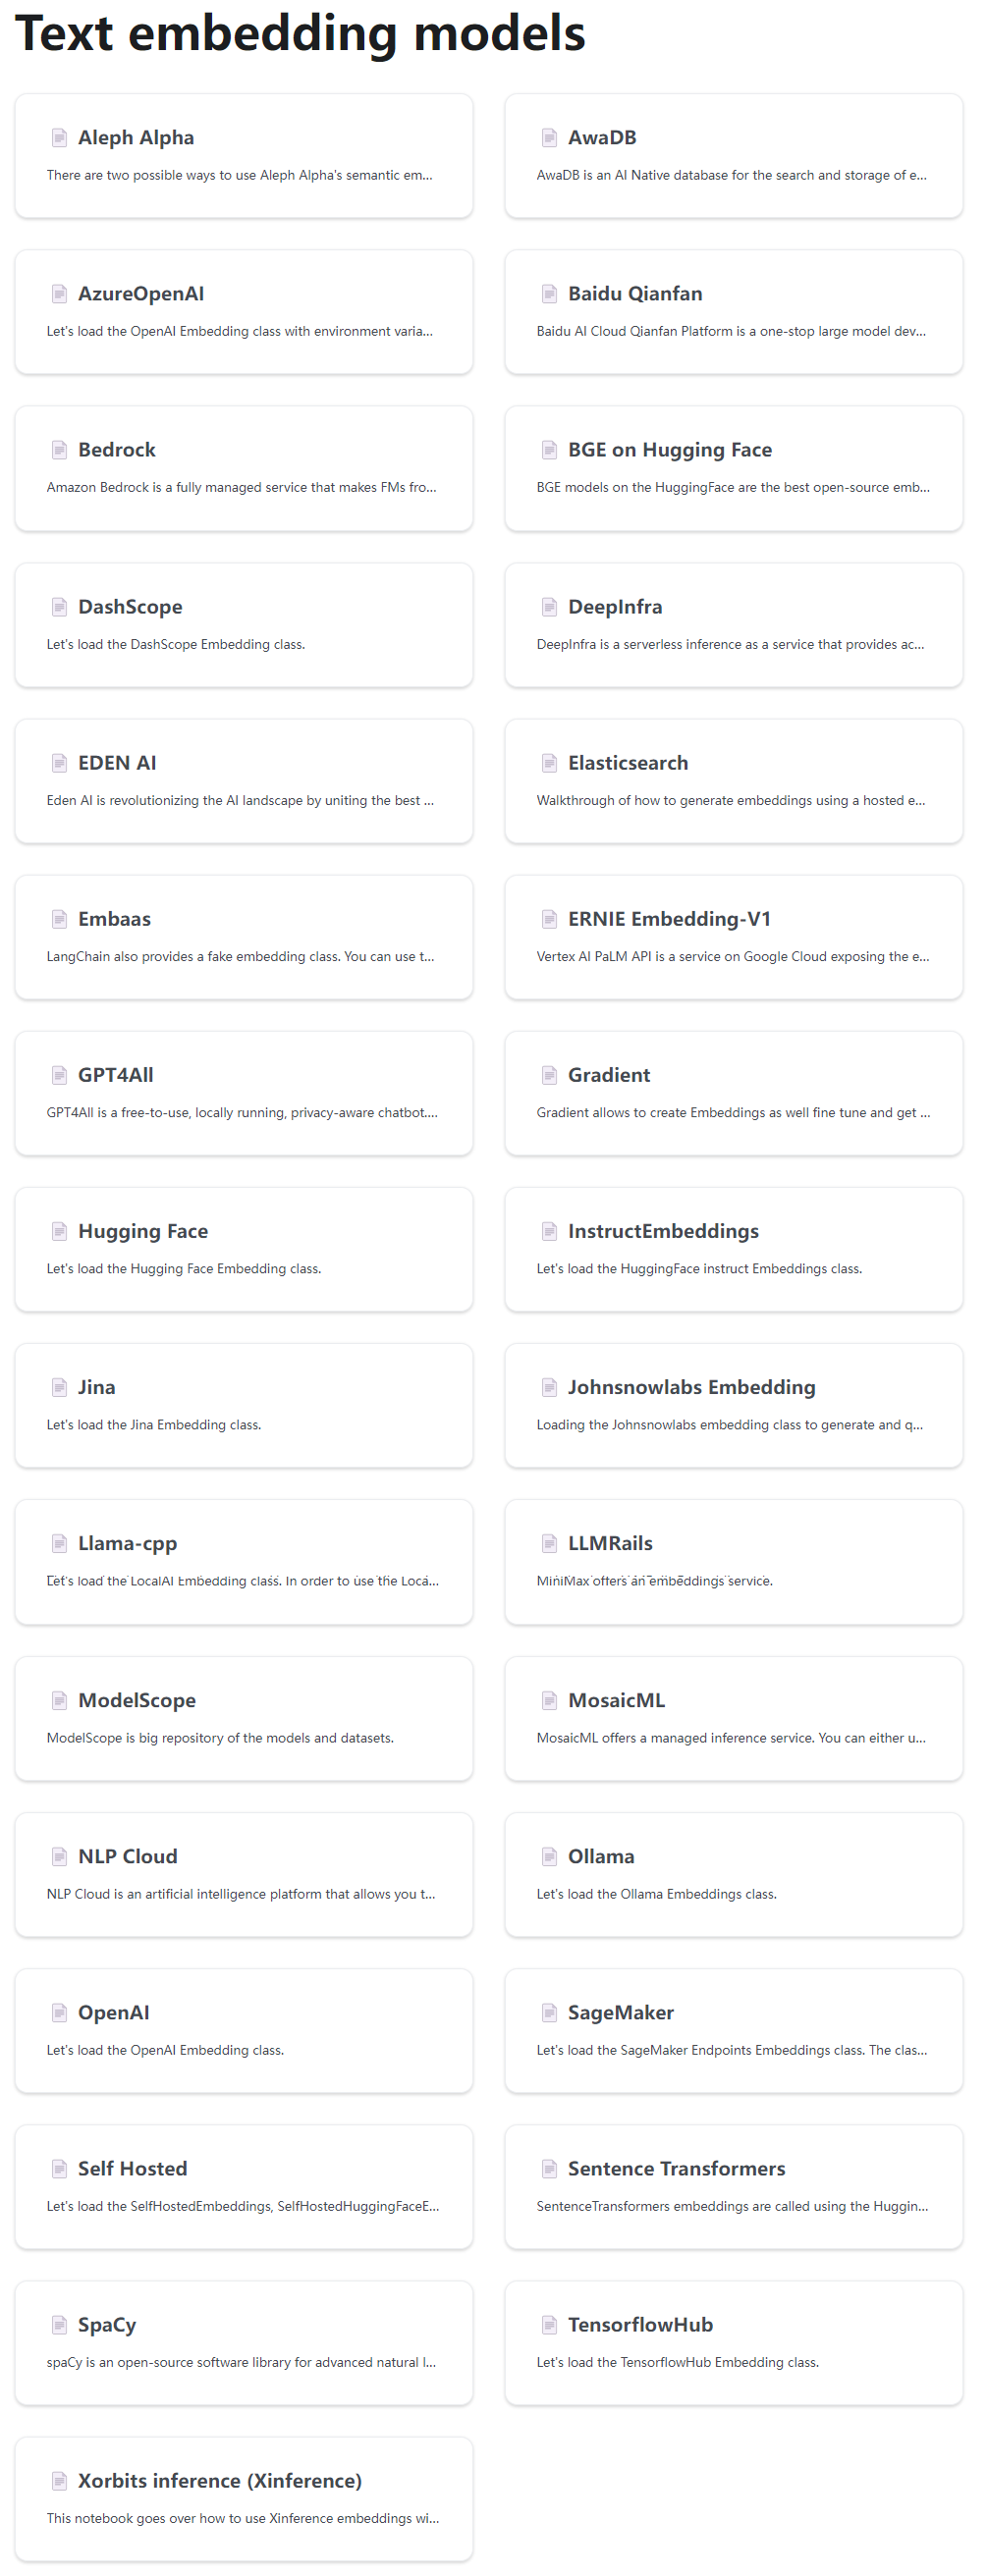 Text embedding models
Aleph Alpha
There are two possible ways to use Aleph Alpha's semantic em...
AwaDB
AwaDB is an AI Native database for the search and storage of e...
AzureOpenAI
Let's load the OpenAI Embedding class with environment varia...
Baidu Qianfan
Baidu AI Cloud Qianfan Platform is a one-stop large model dev...
Bedrock
Amazon Bedrock is a fully managed service that makes FMs fro...
BGE on Hugging Face
BGE models on the HuggingFace are the best open-source emb...
DashScope
Let's load the DashScope Embedding class.
DeepInfra
DeepInfra is a serverless inference as a service that provides ac...
EDEN AI
Eden AI is revolutionizing the AI landscape by uniting the best ...
Elasticsearch
Walkthrough of how to generate embeddings using a hosted e...
Embaas
LangChain also provides a fake embedding class. You can use t...
ERNIE Embedding-V1
Vertex AI PaLM API is a service on Google Cloud exposing the e...
GPT4All
GPT4All is a free-to-use, locally running, privacy-aware chatbot....
Gradient
Gradient allows to create Embeddings as well fine tune and get ...
Hugging Face
Let's load the Hugging Face Embedding class.
InstructEmbeddings
Let's load the HuggingFace instruct Embeddings class.
Jina
Let's load the Jina Embedding class.
Johnsnowlabs Embedding
Loading the Johnsnowlabs embedding class to generate and q...
Llama-cpp
Let's load the LocalAI Embedding class. In order to use the Loca...
LLMRails
MiniMax offers an embeddings service.
ModelScope
ModelScope is big repository of the models and datasets.
MosaicML
MosaicML offers a managed inference service. You can either u...
NLP Cloud
NLP Cloud is an artificial intelligence platform that allows you t...
Ollama
Let's load the Ollama Embeddings class.
OpenAI
Let's load the OpenAI Embedding class.
SageMaker
Let's load the SageMaker Endpoints Embeddings class. The clas...
Self Hosted
Let's load the SelfHostedEmbeddings, SelfHostedHuggingFaceE...
Sentence Transformers
SentenceTransformers embeddings are called using the Huggin...
SpaCy
spaCy is an open-source software library for advanced natural l...
TensorflowHub
Let's load the TensorflowHub Embedding class.
Xorbits inference (Xinference)
This notebook goes over how to use Xinference embeddings wi...